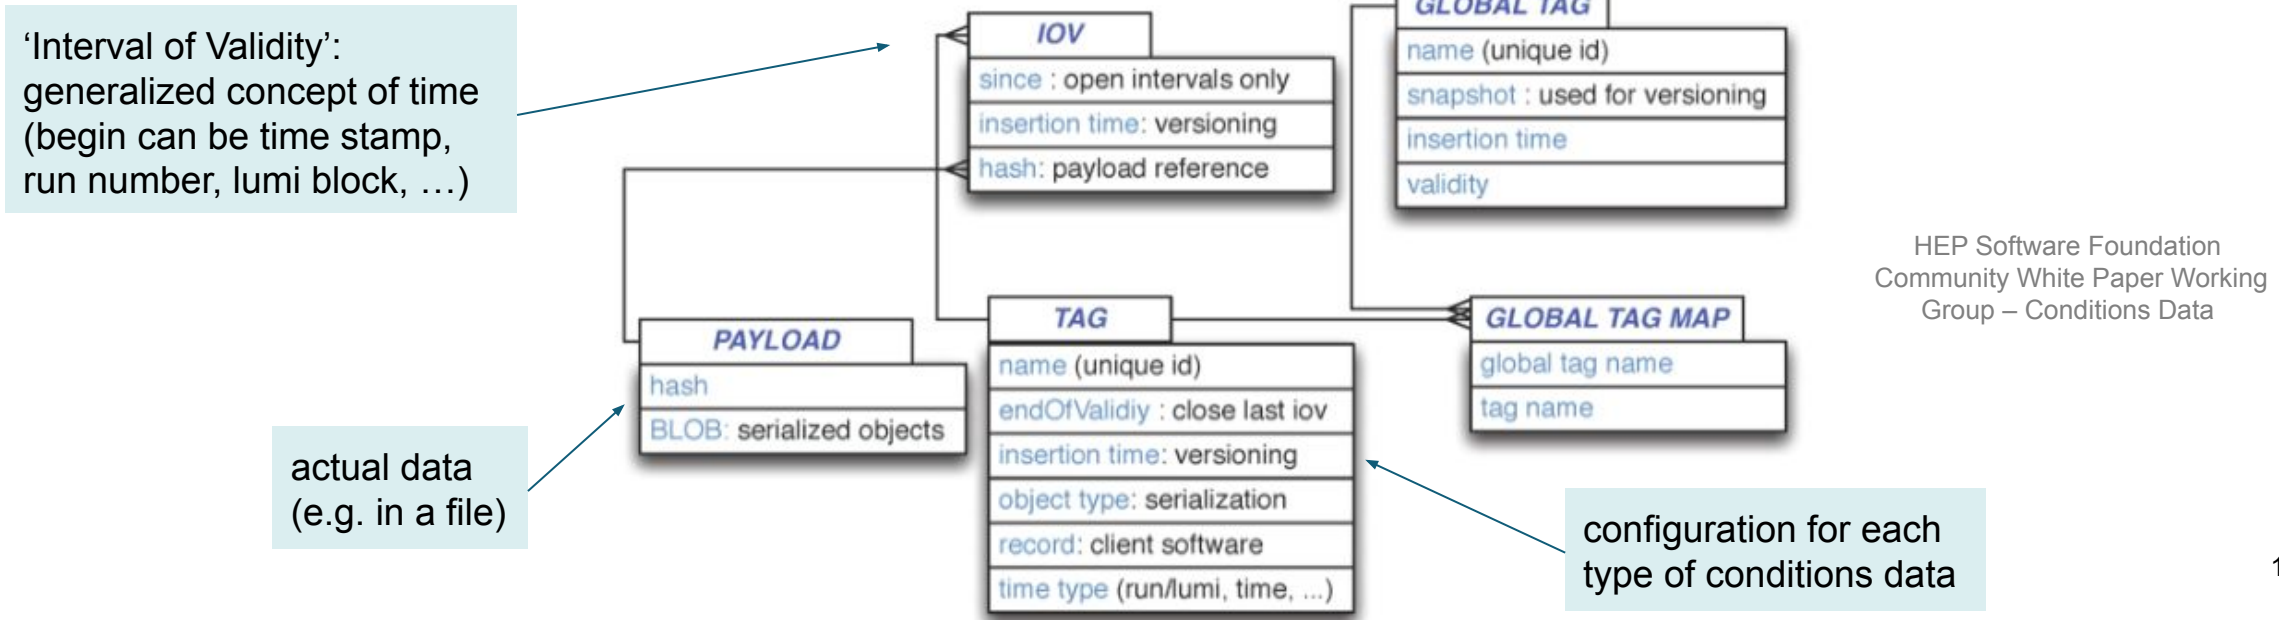 ‘Interval of Validity’:
generalized concept of time
(begin can be time stamp,
run number, lumi block, …)
IOV
since : open intervals only
insertion time: versioning
hash: payload reference
GLOBAL TAG
name (unique id)
snapshot : used for versioning
insertion time
validity
HEP Software Foundation
Community White Paper Working
Group – Conditions Data
PAYLOAD
hash
BLOB: serialized objects
TAG
name (unique id)
endOfValidiy : close last iov
insertion time: versioning
object type: serialization
record: client software
time type (run/lumi, time, ...)
GLOBAL TAG MAP
global tag name
tag name
actual data
(e.g. in a file)
configuration for each
type of conditions data